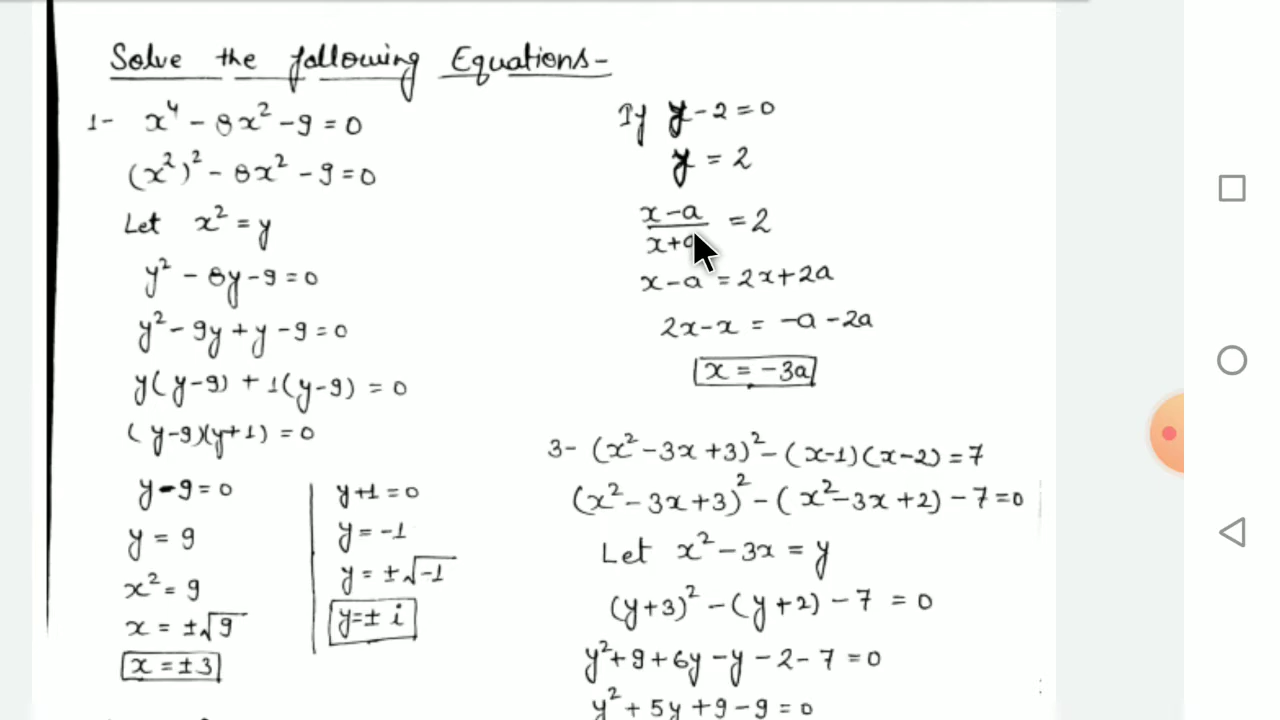 Solve the following Equations-
1- x⁴ - 8x² - 9 = 0
(x²)² - 8x² - 9 = 0
Let x² = y
y² - 8y - 9 = 0
y² - 9y + y - 9 = 0
y(y-9) + 1(y-9) = 0
(y-9)(y+1) = 0
y-9=0
y = 9
x² = 9
x = ±√9
x = ±3
y+1=0
y = -1
y = ±√-1
y=± i
If y-2=0
y = 2
x-a
x+
= 2
x-a = 2x+2a
2x-x = -a-2a
x = -3a
3- (x²-3x+3)² - (x-1)(x-2)=7
(x²-3x+3)² - (x²-3x+2) - 7=0
Let x²-3x = y
(y+3)² - (y+2) - 7 = 0
y²+9+6y-y-2-7=0
y²+5y+9-9=0